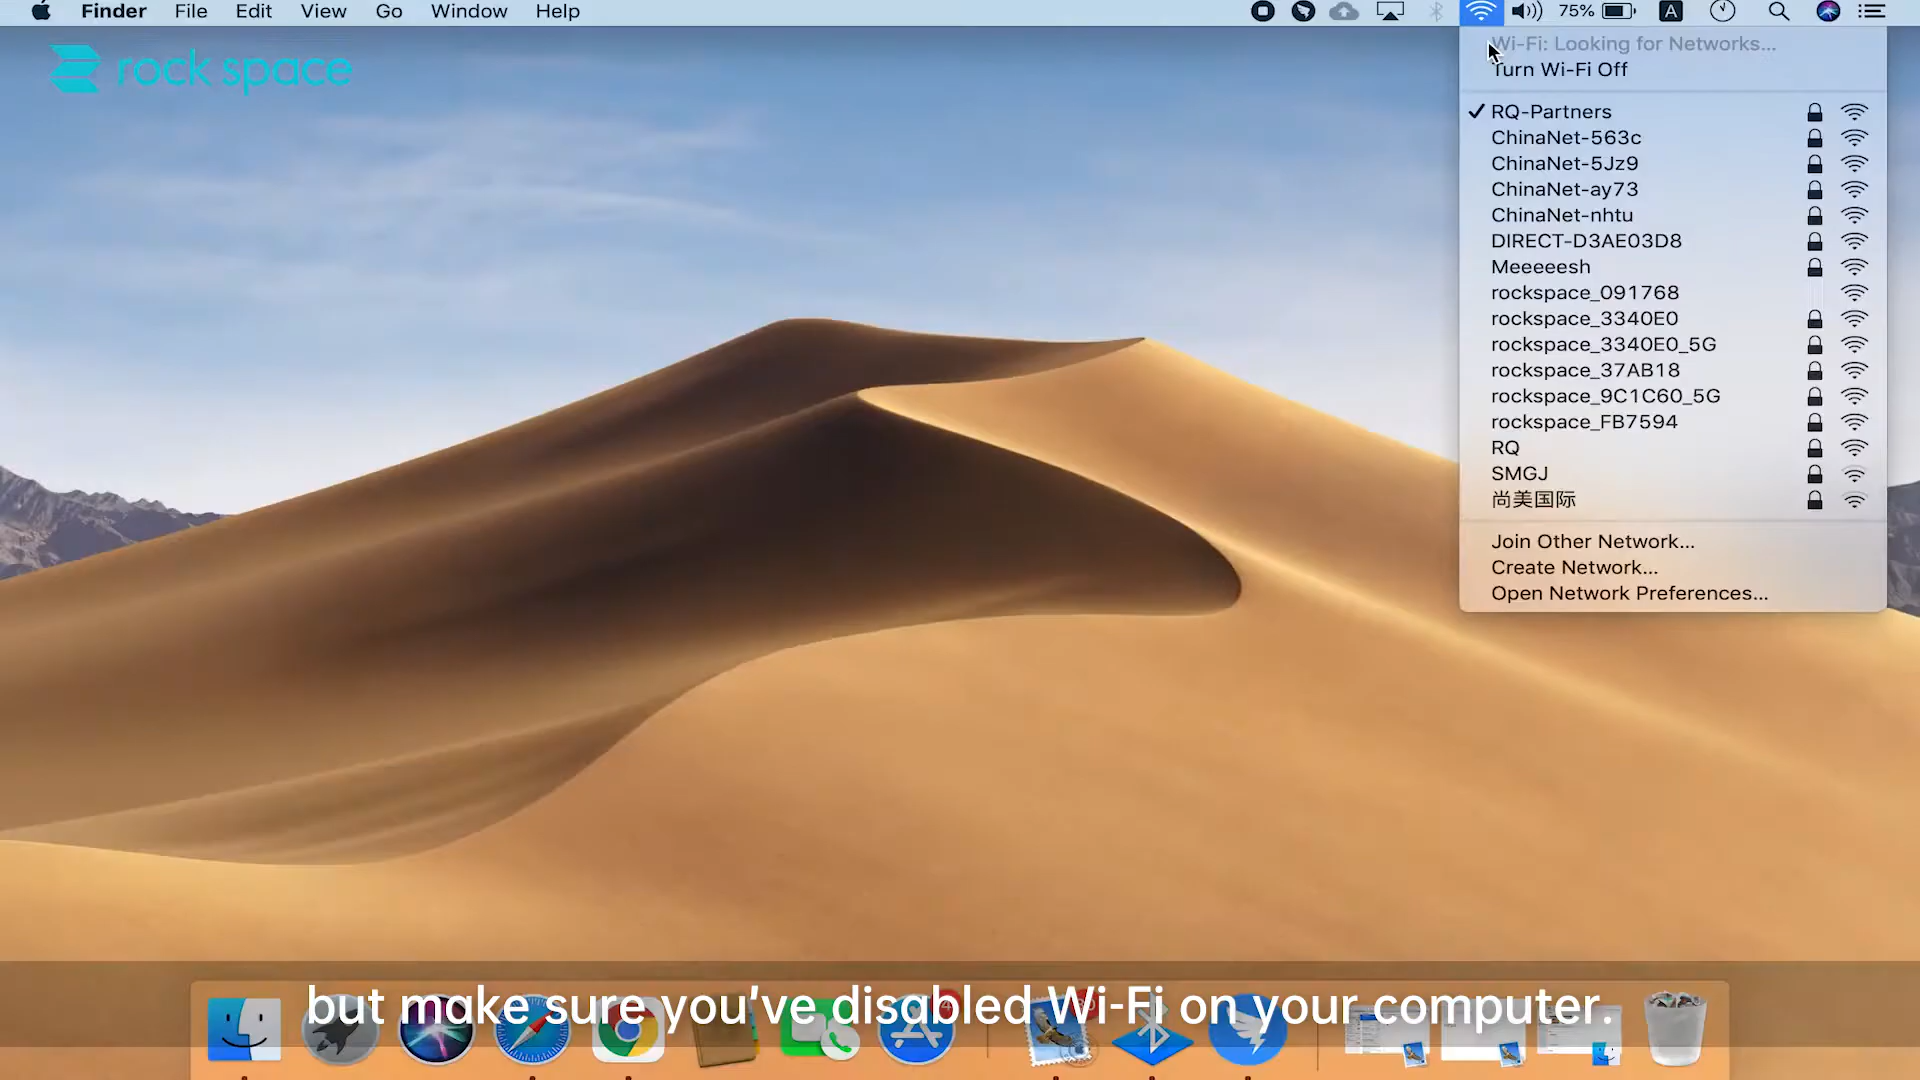 Finder File Edit View Go Window Help
75% A
rock space
Wi-Fi: Looking for Networks...
Turn Wi-Fi Off
RQ-Partners
ChinaNet-563c
ChinaNet-5Jz9
ChinaNet-ay73
ChinaNet-nhtu
DIRECT-D3AE03D8
Meeeeesh
rockspace_091768
rockspace_3340E0
rockspace_3340E0_5G
rockspace_37AB18
rockspace_9C1C60_5G
rockspace_FB7594
RQ
SMGJ
尚美国际
Join Other Network...
Create Network...
Open Network Preferences...
but make sure you've disabled Wi-Fi on your computer.